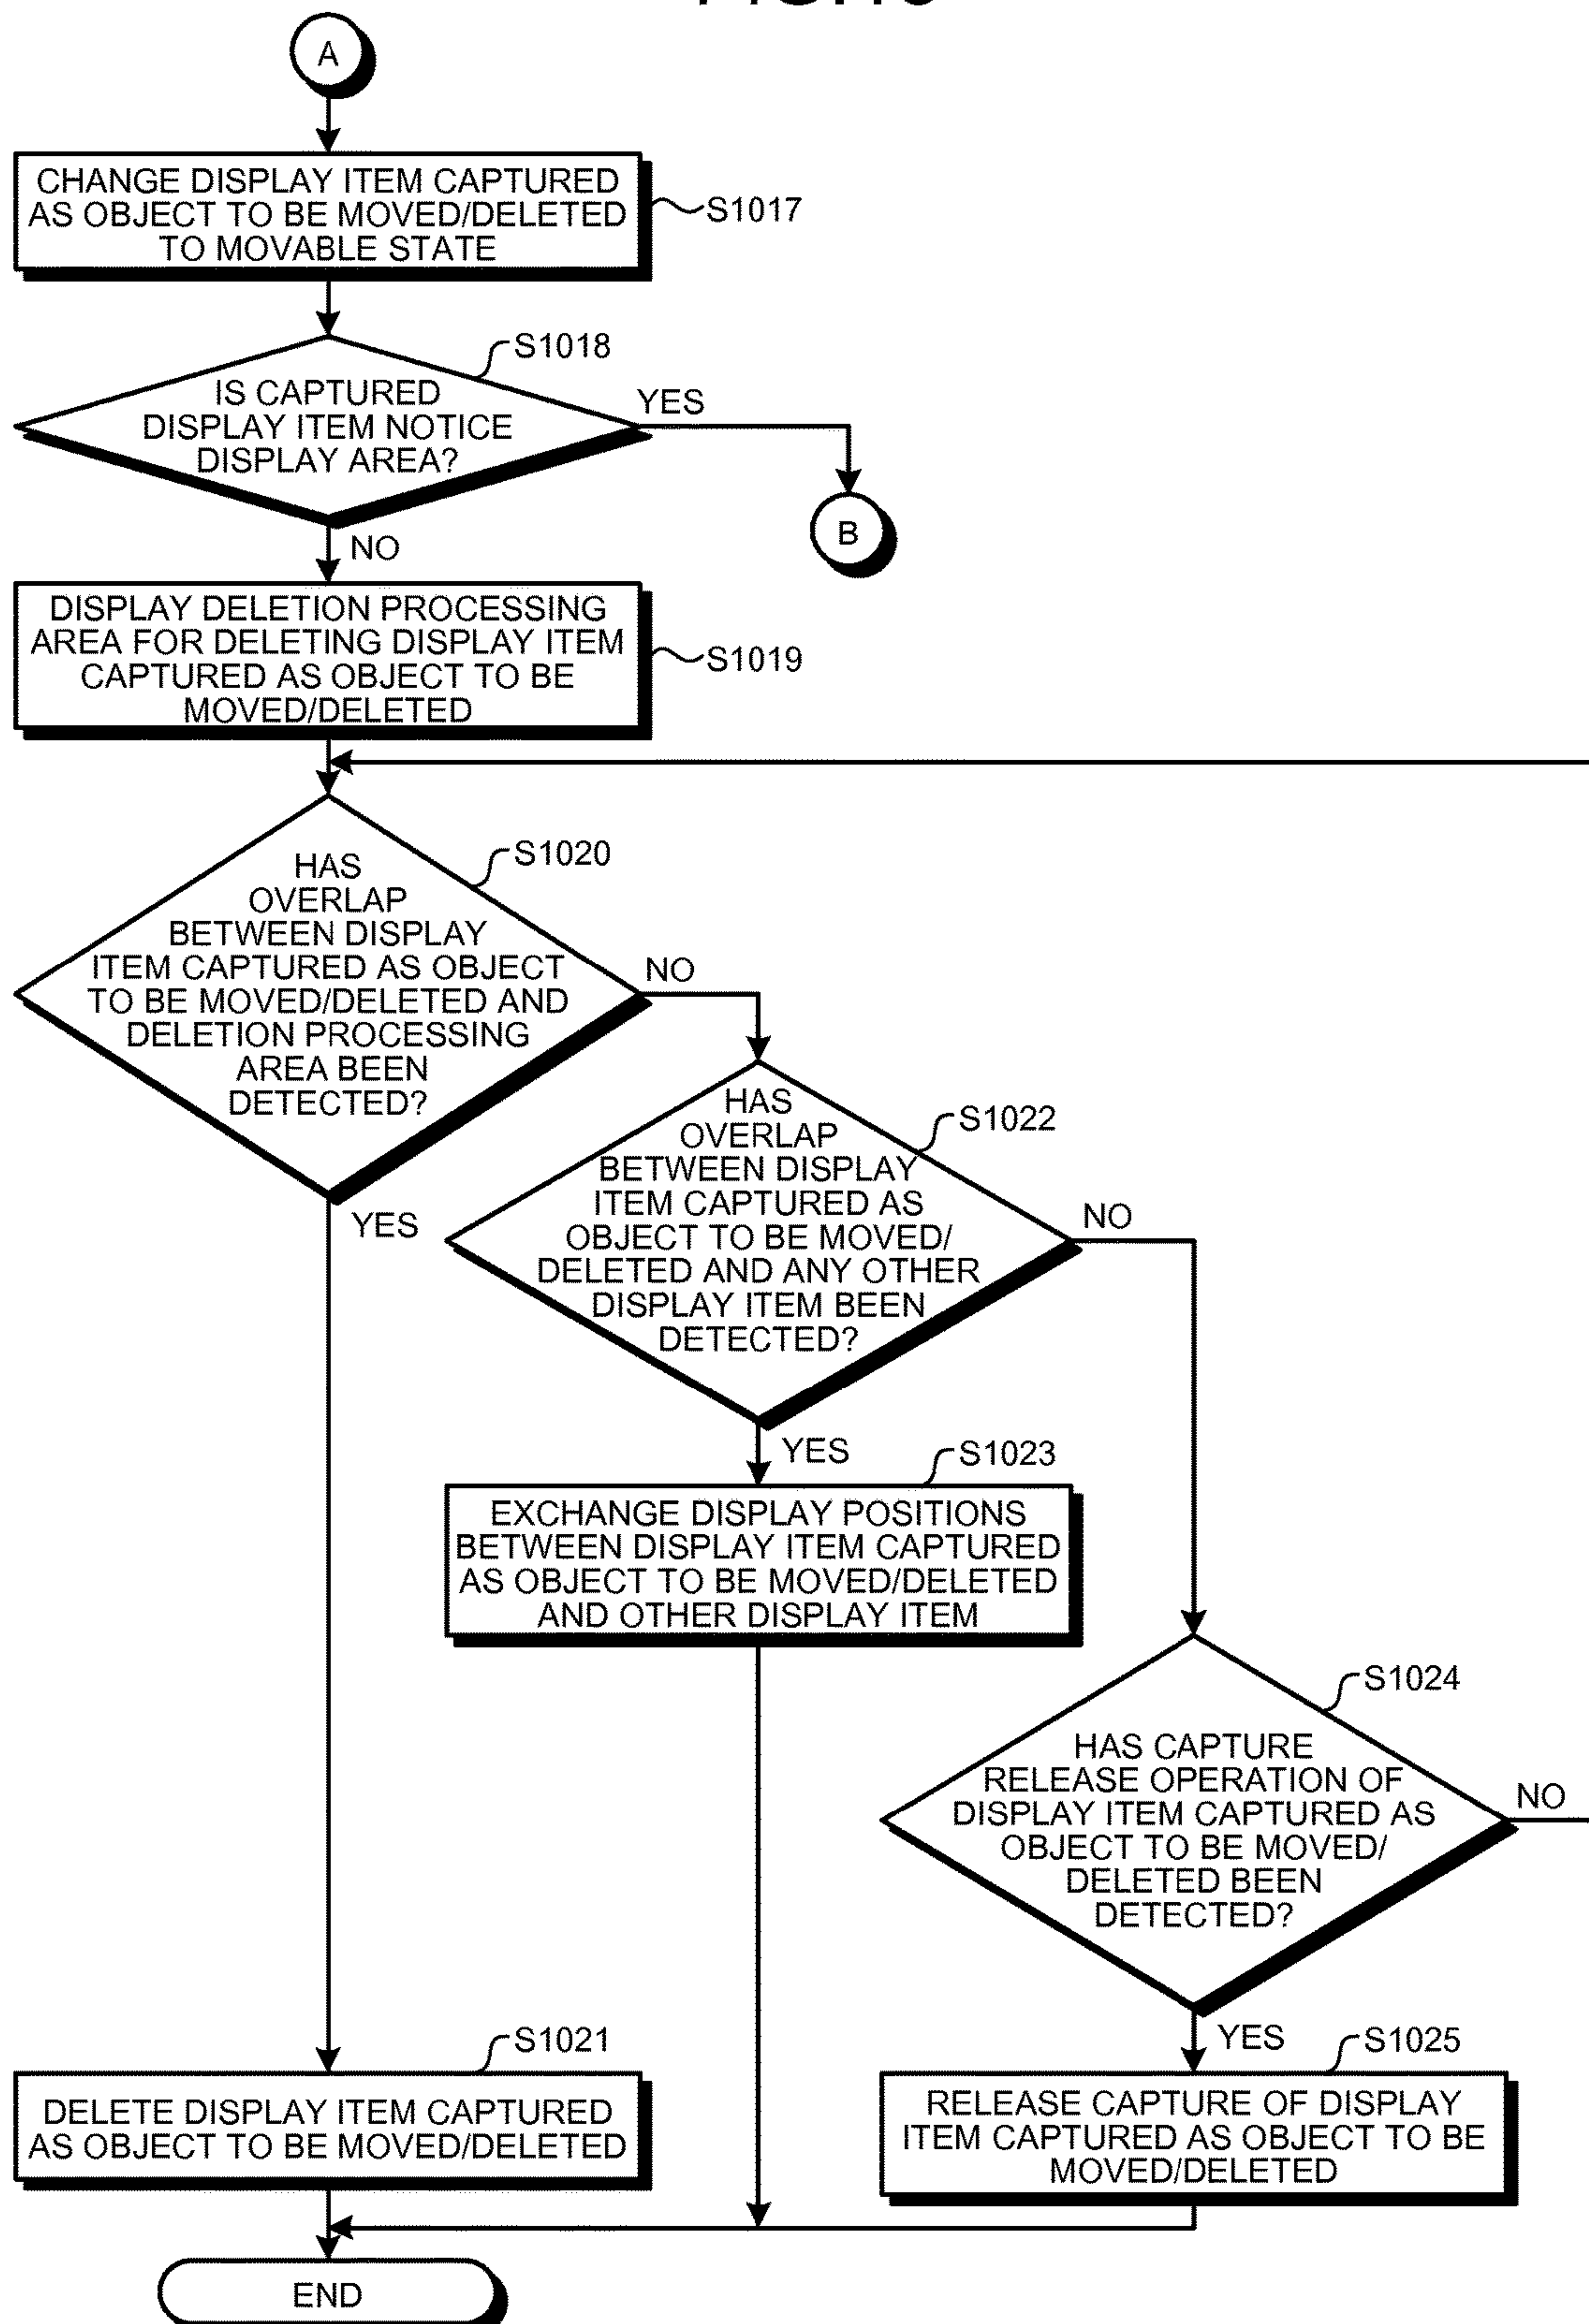 A
CHANGE DISPLAY ITEM CAPTURED
AS OBJECT TO BE MOVED/DELETED
TO MOVABLE STATE
S1017
S1018
IS CAPTURED
DISPLAY ITEM NOTICE
DISPLAY AREA?
YES
B
NO
DISPLAY DELETION PROCESSING
AREA FOR DELETING DISPLAY ITEM
CAPTURED AS OBJECT TO BE
MOVED/DELETED
S1019
S1020
HAS
OVERLAP
BETWEEN DISPLAY
ITEM CAPTURED AS OBJECT
TO BE MOVED/DELETED AND
DELETION PROCESSING
AREA BEEN
DETECTED?
NO
YES
S1022
HAS
OVERLAP
BETWEEN DISPLAY
ITEM CAPTURED AS
OBJECT TO BE MOVED/
DELETED AND ANY OTHER
DISPLAY ITEM BEEN
DETECTED?
NO
YES
S1023
EXCHANGE DISPLAY POSITIONS
BETWEEN DISPLAY ITEM CAPTURED
AS OBJECT TO BE MOVED/DELETED
AND OTHER DISPLAY ITEM
S1024
HAS CAPTURE
RELEASE OPERATION OF
DISPLAY ITEM CAPTURED AS
OBJECT TO BE MOVED/
DELETED BEEN
DETECTED?
NO
YES
S1021
DELETE DISPLAY ITEM CAPTURED
AS OBJECT TO BE MOVED/DELETED
S1025
RELEASE CAPTURE OF DISPLAY
ITEM CAPTURED AS OBJECT TO BE
MOVED/DELETED
END